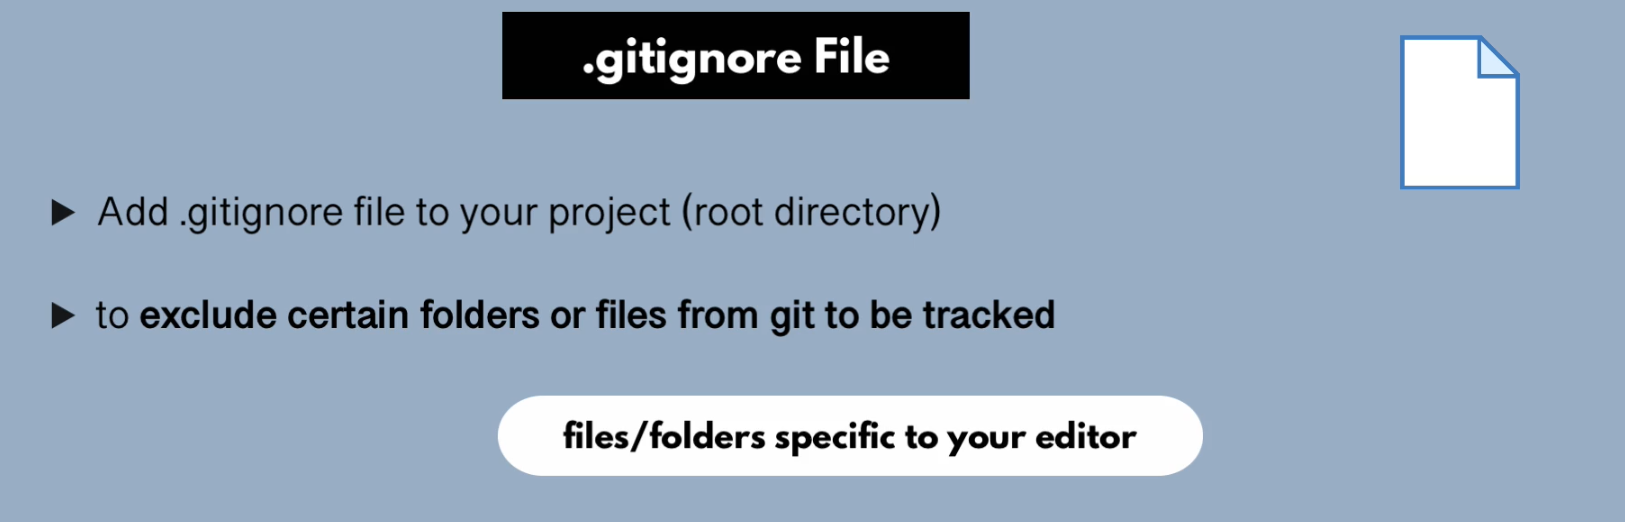 .gitignore File
Add .gitignore file to your project (root directory)
to exclude certain folders or files from git to be tracked
files/folders specific to your editor